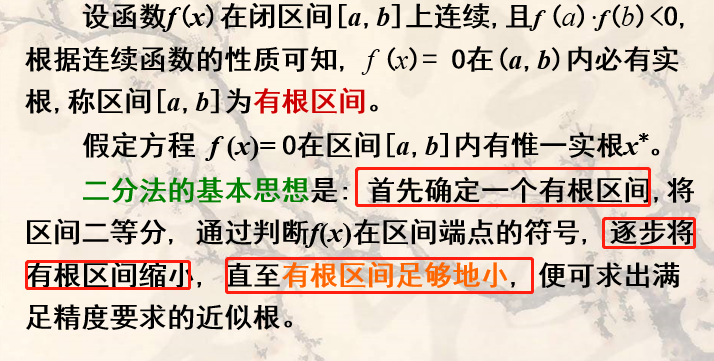 设函数f(x)在闭区间[a,b]上连续,且f(a)·f(b)<0,
根据连续函数的性质可知, f(x)= 0在(a,b)内必有实
根,称区间[a,b]为有根区间。
假定方程 f(x)=0在区间[a,b]内有惟一实根x*。
二分法的基本思想是: 首先确定一个有根区间,将
区间二等分, 通过判断f(x)在区间端点的符号, 逐步将
有根区间缩小, 直至有根区间足够地小, 便可求出满
足精度要求的近似根。